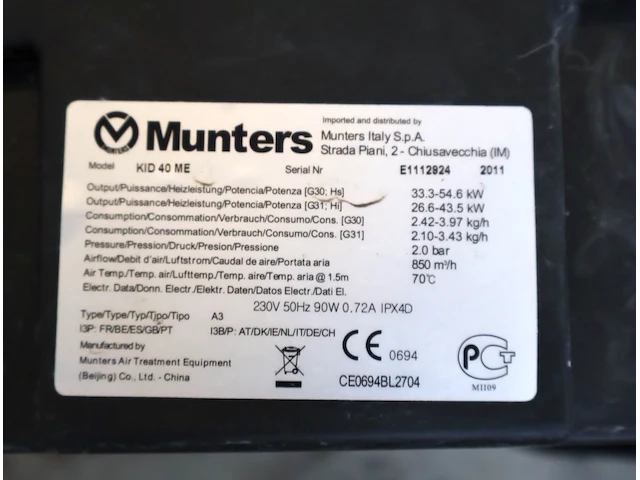 Munters
Imported and distributed by
Munters Italy S.p.A.
Strada Piani, 2 - Chiusavecchia (IM)
Model KID 40 ME Serial Nr E1112924 2011
Output/Puissance/Heizleistung/Potencia/Potenza [G30; Hs] 33.3-54.6 kW
Output/Puissance/Heizleistung/Potencia/Potenza [G31; Hi] 26.6-43.5 kW
Consumption/Consommation/Verbrauch/Consumo/Cons. [G30] 2.42-3.97 kg/h
Consumption/Consommation/Verbrauch/Consumo/Cons. [G31] 2.10-3.43 kg/h
Pressure/Pression/Druck/Presion/Pressione 2.0 bar
Airflow/Debit d'air/Luftstrom/Caudal de aire/Portata aria 850 m³/h
Air Temp./Temp. air/Lufttemp./Temp. aire/Temp. aria @ 1.5m 70°C
Electr. Data/Donn. Electr./Elektr. Daten/Datos Electr./Dati El.
230V 50Hz 90W 0.72A IPX4D
Type/Type/Typ/Tipo/Tipo A3
I3P: FR/BE/ES/GB/PT I3B/P: AT/DK/IE/NL/IT/DE/CH
Manufactured by
Munters Air Treatment Equipment
(Beijing) Co., Ltd. - China
CE 0694
CE0694BL2704
PCT
MJ109